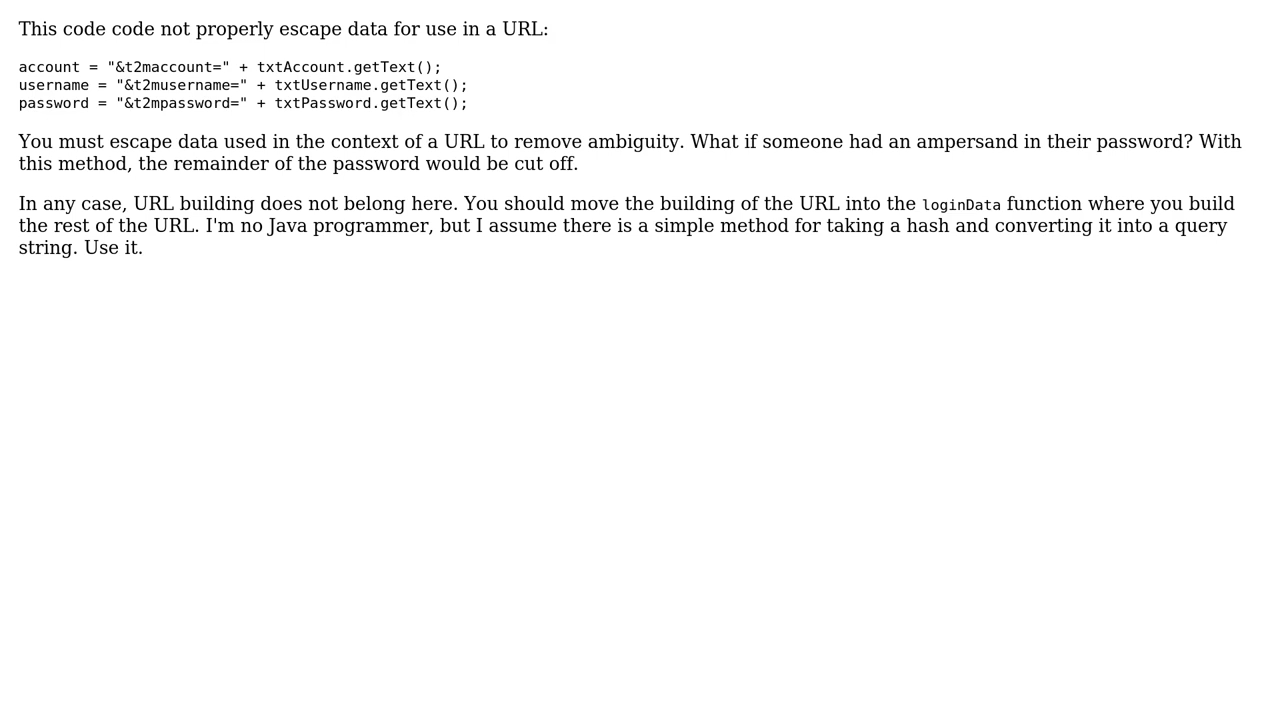 This code code not properly escape data for use in a URL:
account = "&t2maccount=" + txtAccount.getText();
username = "&t2musername=" + txtUsername.getText();
password = "&t2mpassword=" + txtPassword.getText();
You must escape data used in the context of a URL to remove ambiguity. What if someone had an ampersand in their password? With
this method, the remainder of the password would be cut off.
In any case, URL building does not belong here. You should move the building of the URL into the loginData function where you build
the rest of the URL. I'm no Java programmer, but I assume there is a simple method for taking a hash and converting it into a query
string. Use it.